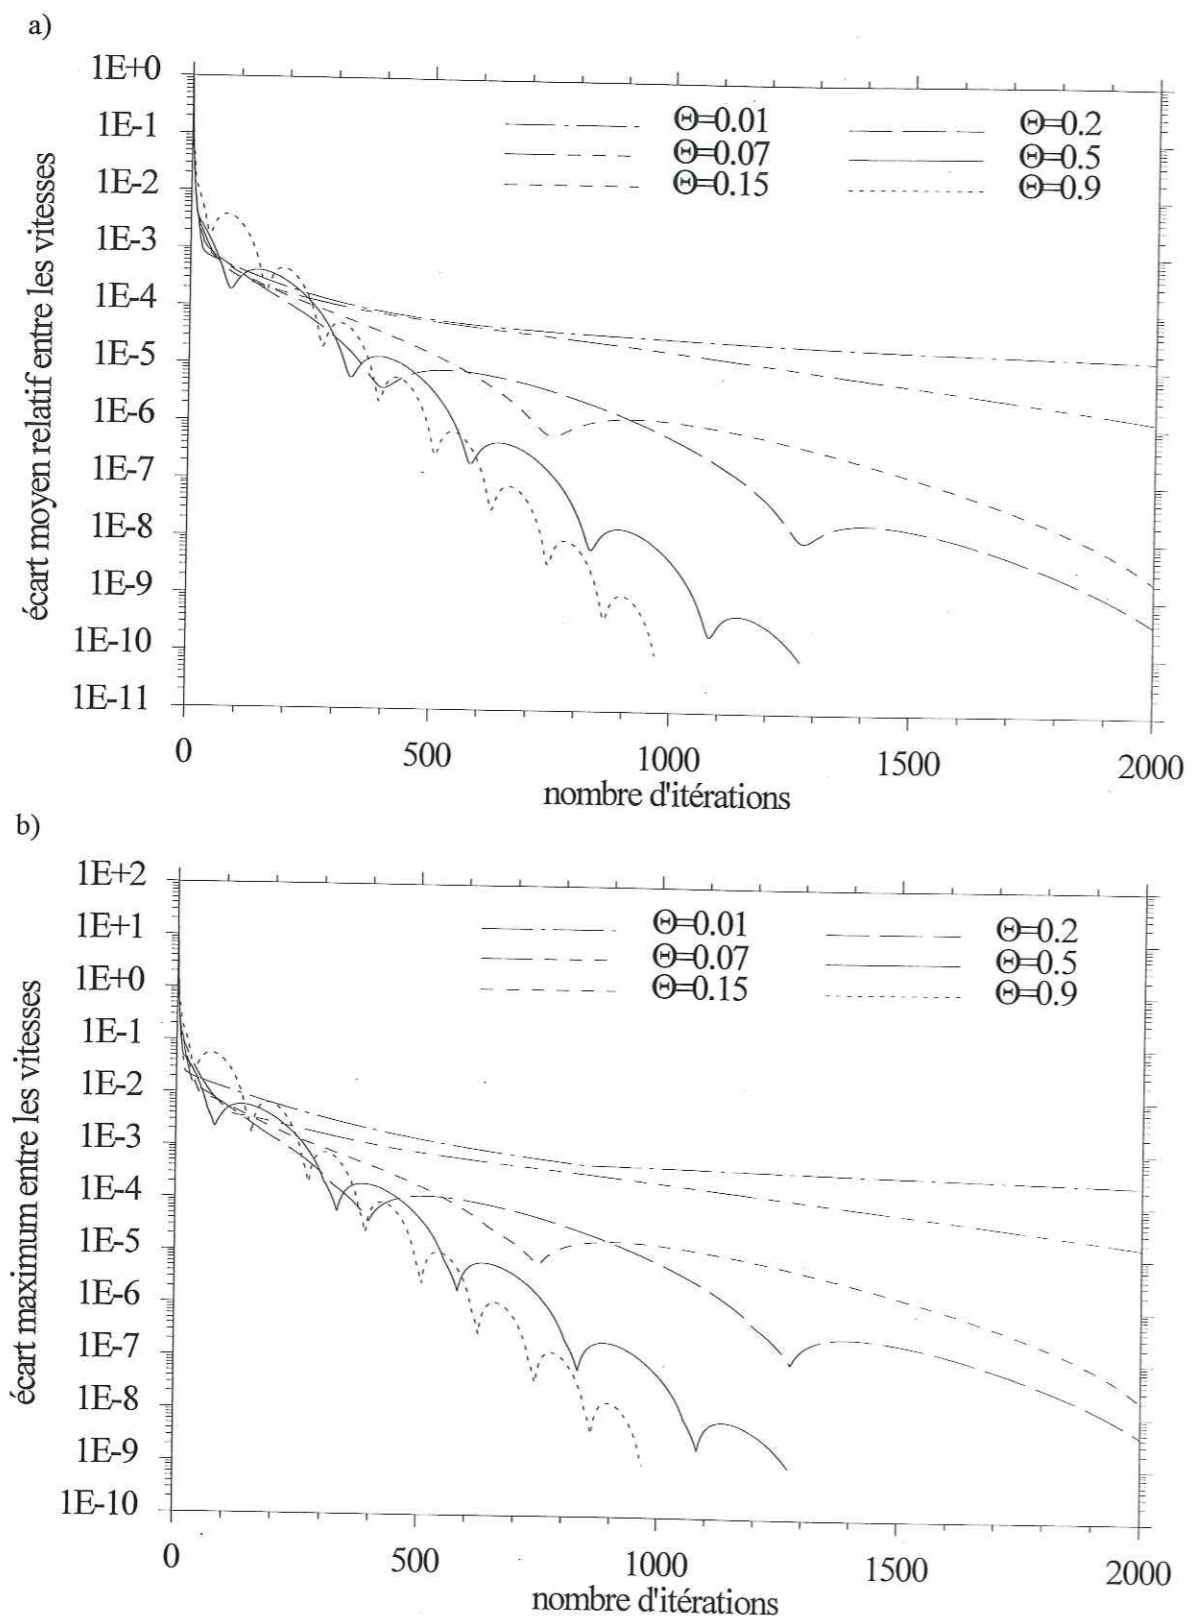 a)
écart moyen relatif entre les vitesses
1E+0
1E-1
1E-2
1E-3
1E-4
1E-5
1E-6
1E-7
1E-8
1E-9
1E-10
1E-11
Θ=0.01
Θ=0.07
Θ=0.15
Θ=0.2
Θ=0.5
Θ=0.9
0 500 1000 1500 2000
nombre d'itérations
b)
écart maximum entre les vitesses
1E+2
1E+1
1E+0
1E-1
1E-2
1E-3
1E-4
1E-5
1E-6
1E-7
1E-8
1E-9
1E-10
Θ=0.01
Θ=0.07
Θ=0.15
Θ=0.2
Θ=0.5
Θ=0.9
0 500 1000 1500 2000
nombre d'itérations